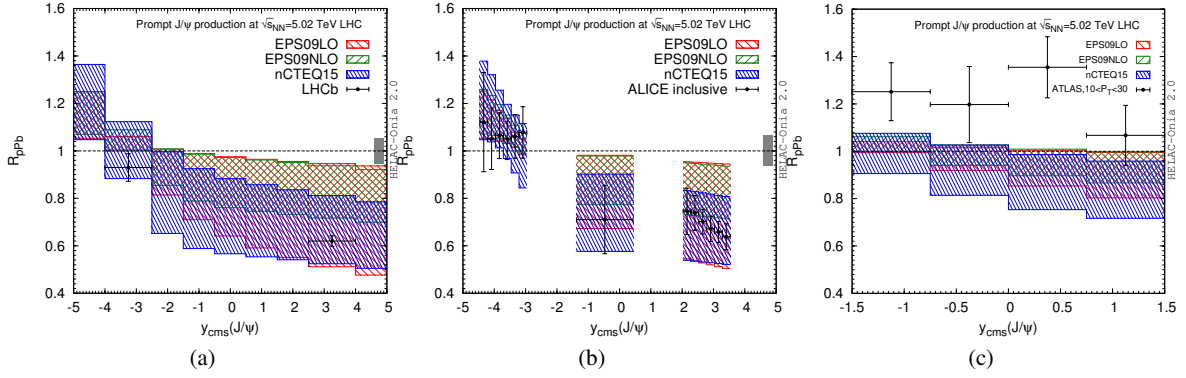 Prompt J/ψ production at √sNN=5.02 TeV LHC
EPS09LO
EPS09NLO
nCTEQ15
LHCb
RpPb
1.6
1.4
1.2
1
0.8
0.6
0.4
-5 -4 -3 -2 -1 0 1 2 3 4 5
ycms(J/ψ)
HELAC-Onia 2.0
(a)
Prompt J/ψ production at √sNN=5.02 TeV LHC
EPS09LO
EPS09NLO
nCTEQ15
ALICE inclusive
RpPb
1.6
1.4
1.2
1
0.8
0.6
0.4
-5 -4 -3 -2 -1 0 1 2 3 4 5
ycms(J/ψ)
HELAC-Onia 2.0
(b)
Prompt J/ψ production at √sNN=5.02 TeV LHC
EPS09LO
EPS09NLO
nCTEQ15
ATLAS,10<PT<30
RpPb
1.6
1.4
1.2
1
0.8
0.6
0.4
-1.5 -1 -0.5 0 0.5 1 1.5
ycms(J/ψ)
HELAC-Onia 2.0
(c)